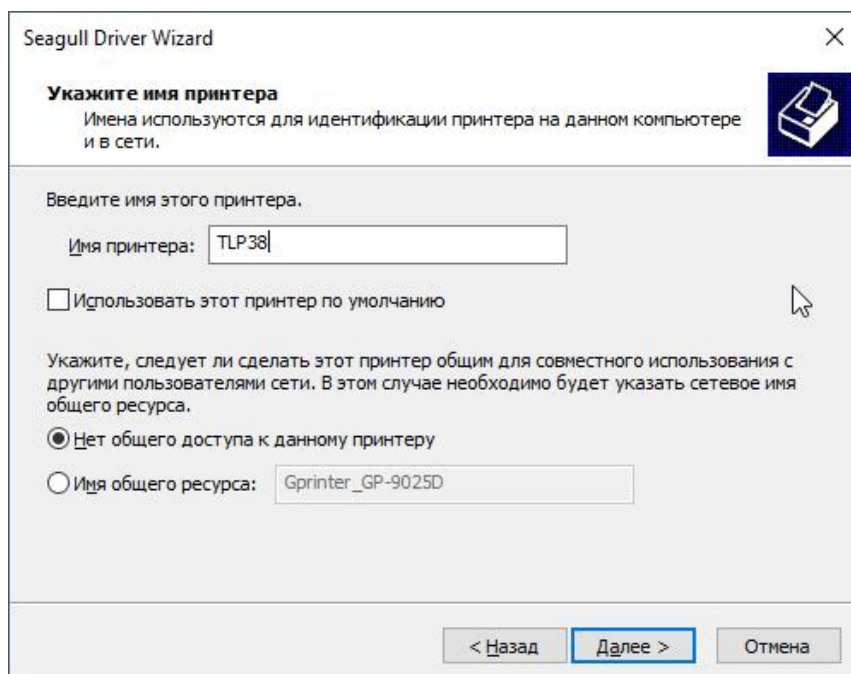 Seagull Driver Wizard
Укажите имя принтера
Имена используются для идентификации принтера на данном компьютере
и в сети.
Введите имя этого принтера.
Имя принтера: TLP38
Использовать этот принтер по умолчанию
Укажите, следует ли сделать этот принтер общим для совместного использования с
другими пользователями сети. В этом случае необходимо будет указать сетевое имя
общего ресурса.
Нет общего доступа к данному принтеру
Имя общего ресурса: Gprinter_GP-9025D
< Назад Далее > Отмена